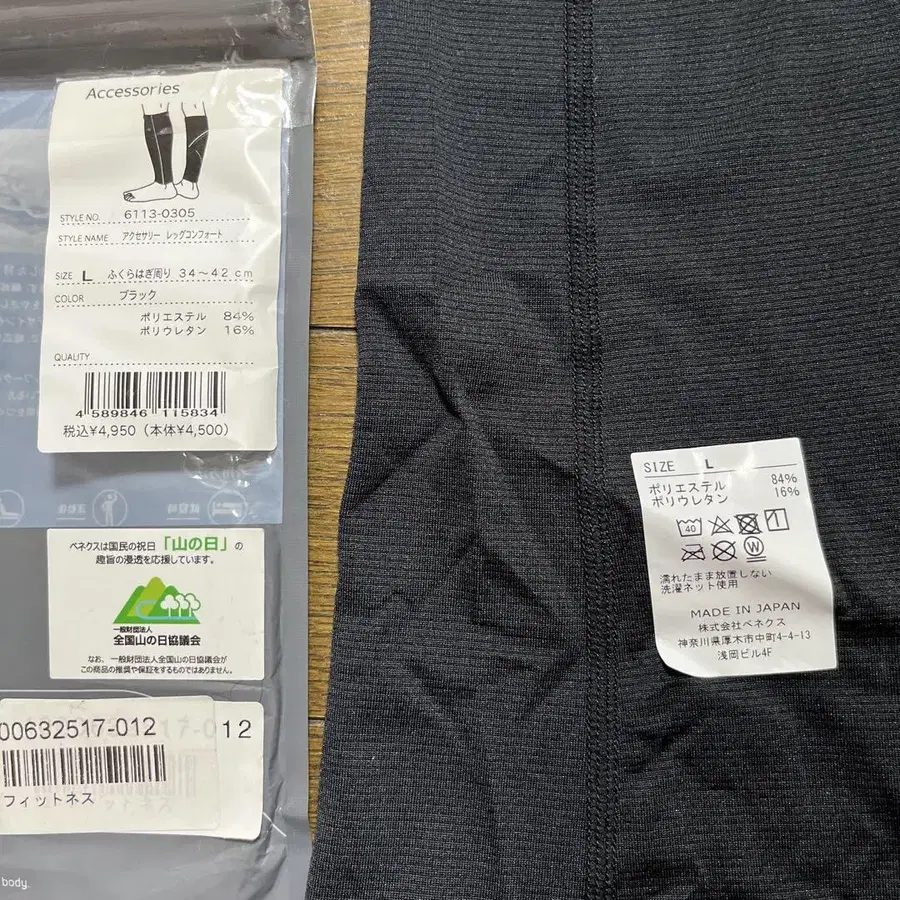 Accessories
STYLE NO. 6113-0305
STYLE NAME アクセサリー レッグコンフォート
SIZE L ふくらはぎ周り 34～42 cm
COLOR ブラック
ポリエステル 84%
ポリウレタン 16%
QUALITY
4 589846 115834
税込¥4,950（本体¥4,500）
ベネクスは国民の祝日「山の日」の
趣旨の浸透を応援しています。
一般財団法人
全国山の日協議会
なお、一般財団法人全国山の日協議会が
この商品の推奨や保証をするものではありません。
00632517-012
12
フィットネス
body.
SIZE L
ポリエステル 84%
ポリウレタン 16%
40
1
W
濡れたまま放置しない
洗濯ネット使用
MADE IN JAPAN
株式会社ベネクス
神奈川県厚木市中町4-4-13
浅岡ビル4F